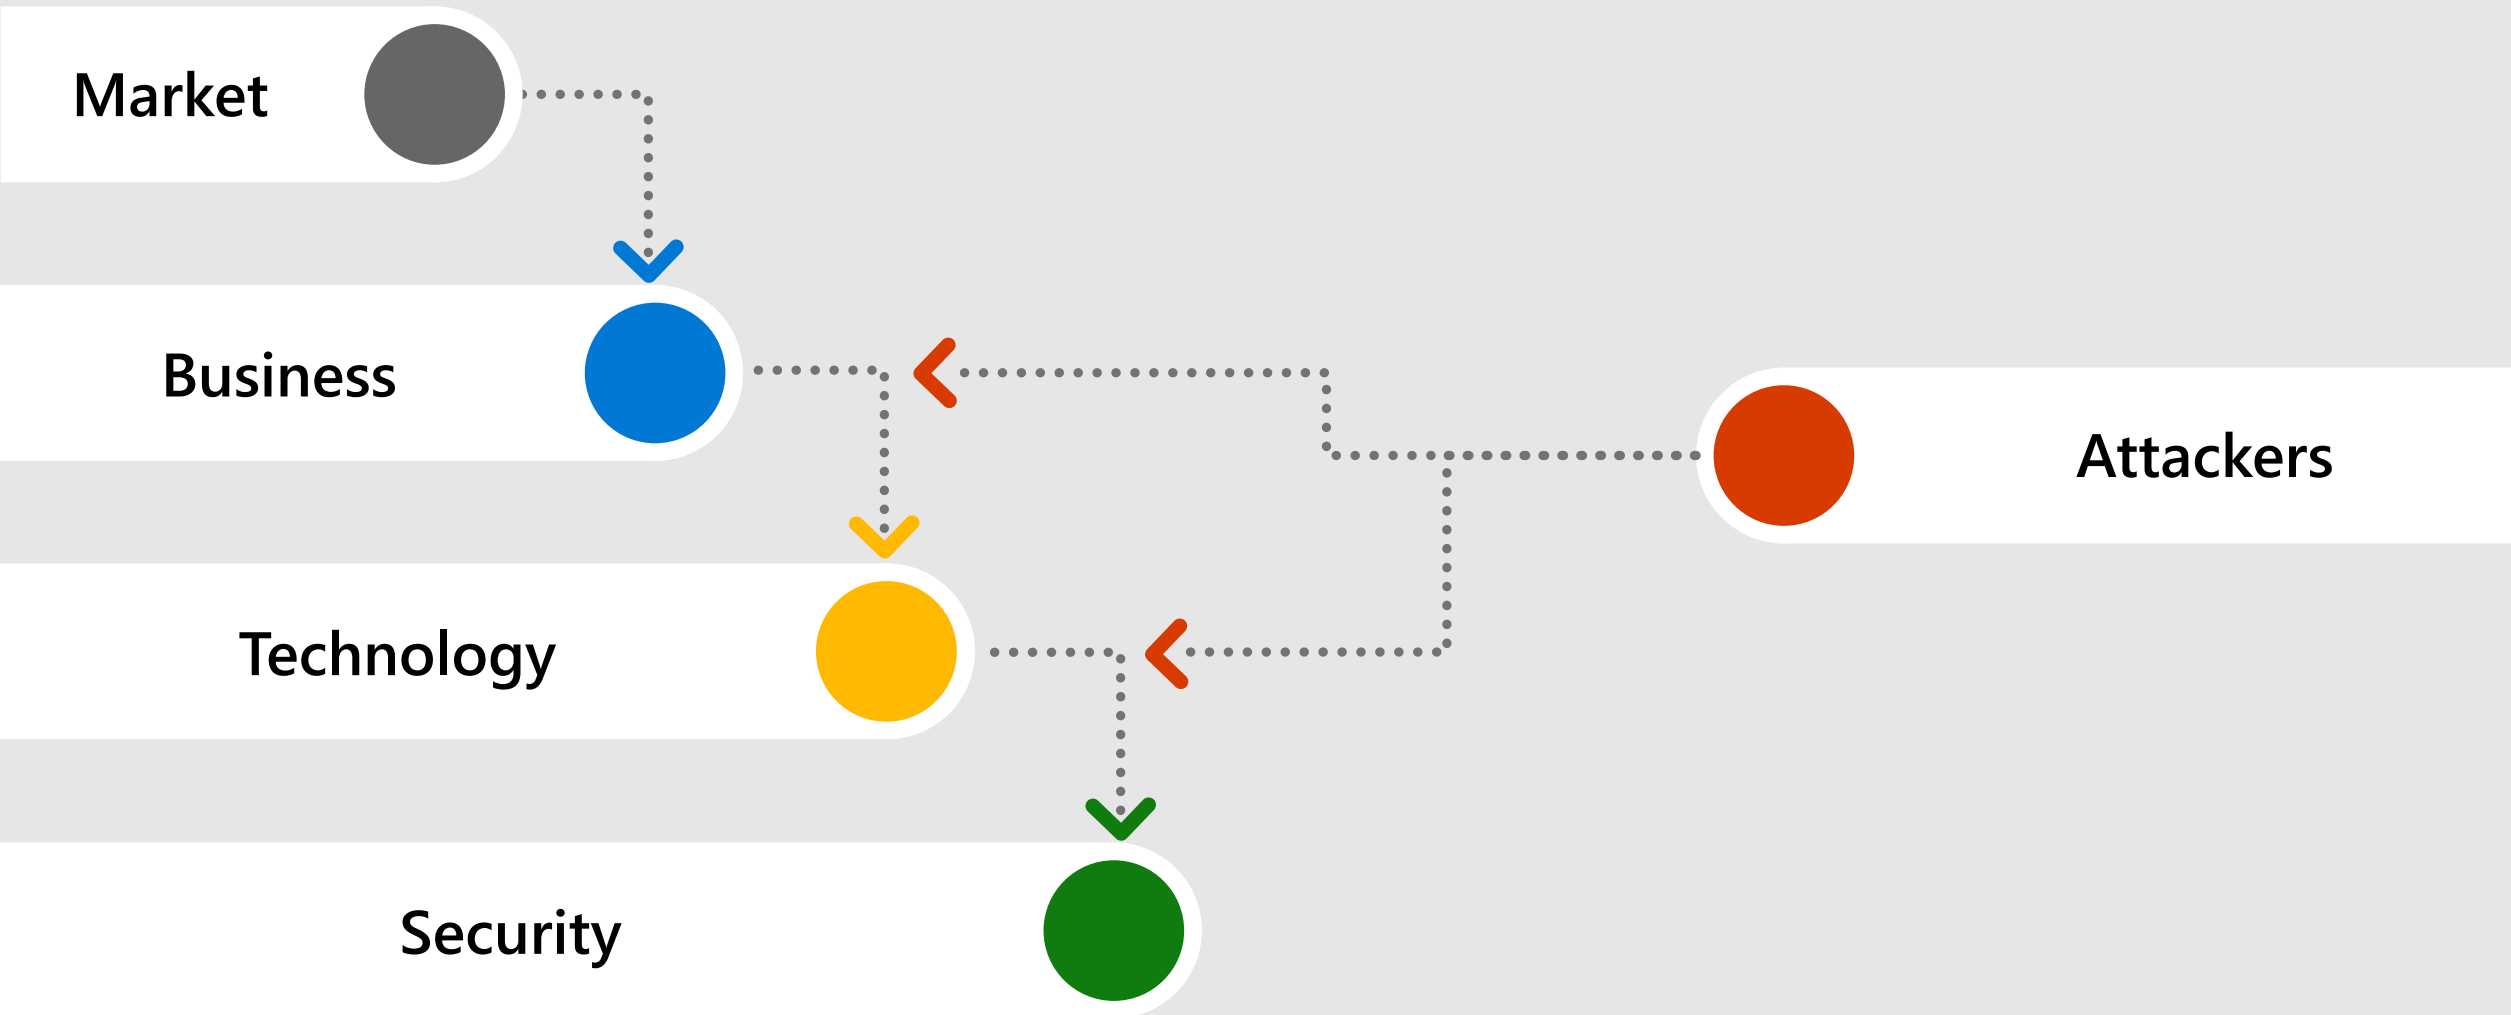 Market
Business
Attackers
Technology
Security